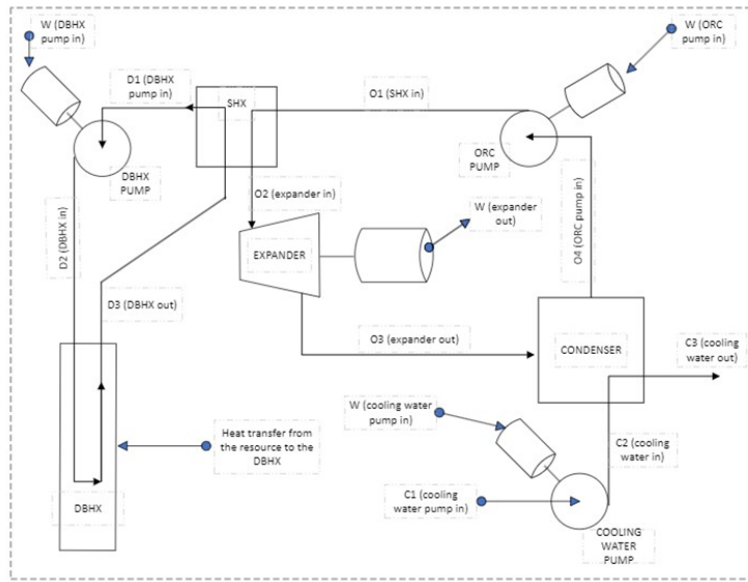 W (DBHX
pump in)
D1 (DBHX
pump in)
SHX
O1 (SHX in)
W (ORC
pump in)
DBHX
PUMP
ORC
PUMP
D2 (DBHX in)
O2 (expander in)
W (expander
out)
O4 (ORC pump in)
EXPANDER
D3 (DBHX out)
O3 (expander out)
CONDENSER
C3 (cooling
water out)
W (cooling water
pump in)
Heat transfer from
the resource to the
DBHX
C2 (cooling
water in)
C1 (cooling
water pump in)
DBHX
COOLING
WATER
PUMP